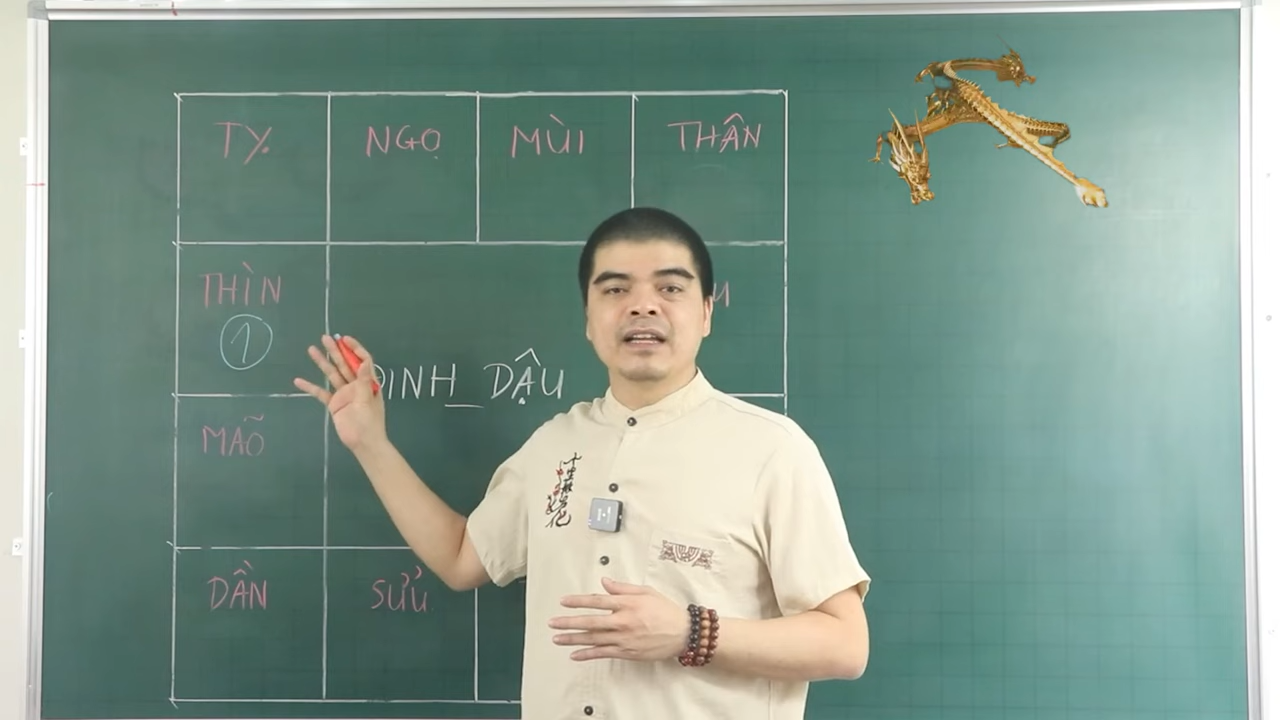 TỴ NGỌ MÙI THÂN
THÌN
1
ĐINH_DẬU
MÃO
DẦN SỬU